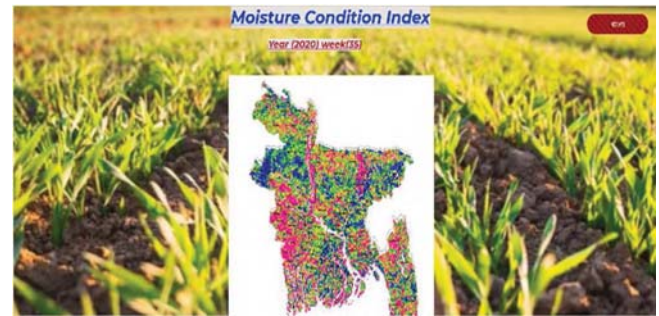 Moisture Condition Index
Year (2020) week(35)
বাংলা